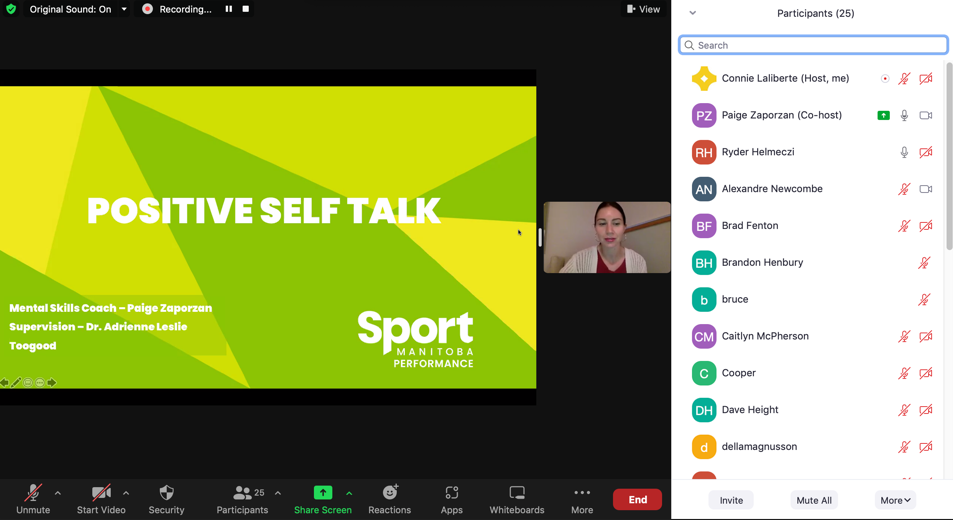 Original Sound: On
Recording...
View
Participants (25)
Search
Connie Laliberte (Host, me)
PZ Paige Zaporzan (Co-host)
RH Ryder Helmeczi
AN Alexandre Newcombe
BF Brad Fenton
BH Brandon Henbury
b bruce
CM Caitlyn McPherson
C Cooper
DH Dave Height
d dellamagnusson
POSITIVE SELF TALK
Mental Skills Coach – Paige Zaporzan
Supervision – Dr. Adrienne Leslie
Toogood
Sport
MANITOBA
PERFORMANCE
Unmute
Start Video
Security
Participants 25
Share Screen
Reactions
Apps
Whiteboards
More
End
Invite
Mute All
More